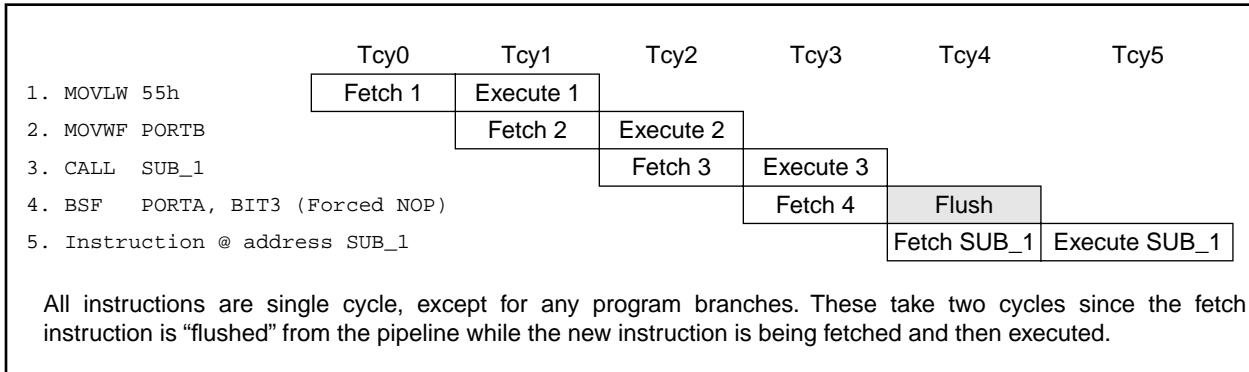 Tcy0 Tcy1 Tcy2 Tcy3 Tcy4 Tcy5
1. MOVLW 55h Fetch 1 Execute 1
2. MOVWF PORTB Fetch 2 Execute 2
3. CALL SUB_1 Fetch 3 Execute 3
4. BSF PORTA, BIT3 (Forced NOP) Fetch 4 Flush
5. Instruction @ address SUB_1 Fetch SUB_1 Execute SUB_1
All instructions are single cycle, except for any program branches. These take two cycles since the fetch
instruction is “flushed” from the pipeline while the new instruction is being fetched and then executed.